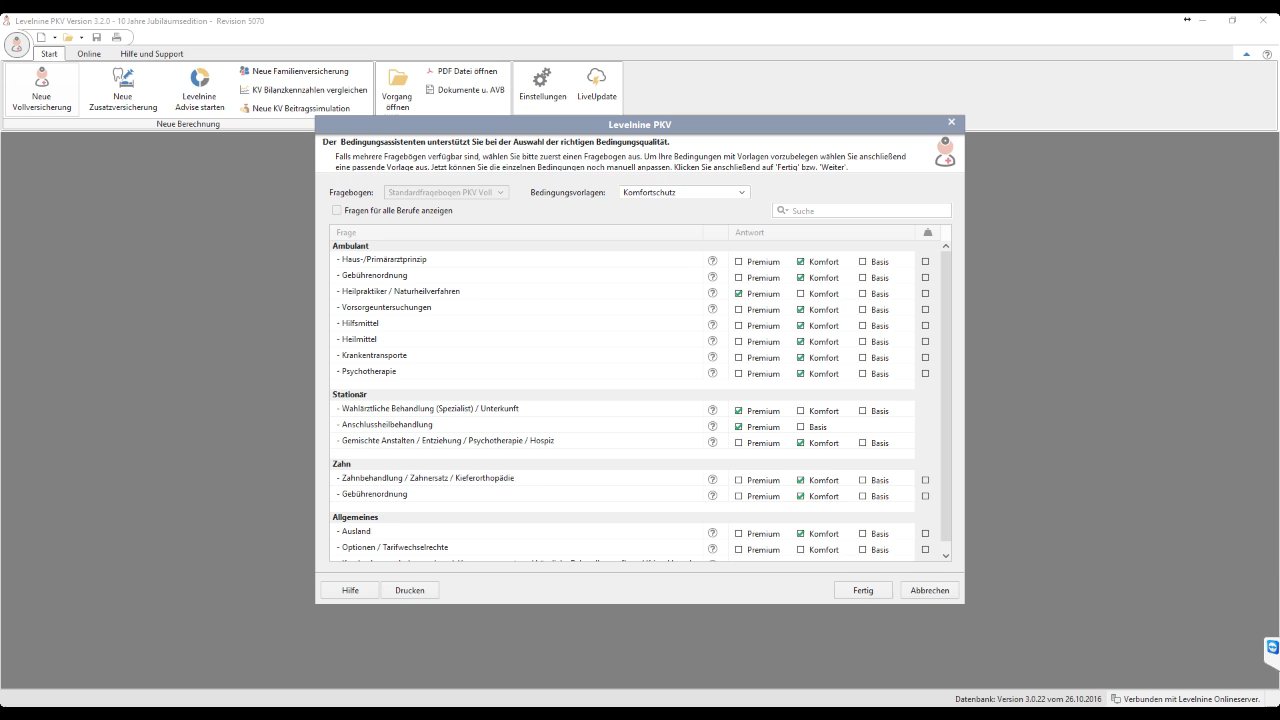 Levelnine PKV Version 3.2.0 - 10 Jahre Jubiläumsedition - Revision 5070
Start Online Hilfe und Support
Neue Vollversicherung
Neue Zusatzversicherung
Levelnine Advise starten
Neue Familienversicherung
KV Bilanzkennzahlen vergleichen
Neue KV Beitragssimulation
Vorgang öffnen
PDF Datei öffnen
Dokumente u. AVB
Einstellungen
LiveUpdate
Neue Berechnung
Levelnine PKV
Der Bedingungsassistenten unterstützt Sie bei der Auswahl der richtigen Bedingungsqualität.
Falls mehrere Fragebögen verfügbar sind, wählen Sie bitte zuerst einen Fragebogen aus. Um Ihre Bedingungen mit Vorlagen vorzubelegen wählen Sie anschließend
eine passende Vorlage aus. Jetzt können Sie die einzelnen Bedingungen noch manuell anpassen. Klicken Sie anschließend auf 'Fertig' bzw. 'Weiter'.
Fragebogen: Standardfragebogen PKV Voll Bedingungsvorlagen: Komfortschutz
Fragen für alle Berufe anzeigen Suche
Frage Antwort
Ambulant
- Haus-/Primärarztprinzip ? Premium Komfort Basis
- Gebührenordnung ? Premium Komfort Basis
- Heilpraktiker / Naturheilverfahren ? Premium Komfort Basis
- Vorsorgeuntersuchungen ? Premium Komfort Basis
- Hilfsmittel ? Premium Komfort Basis
- Heilmittel ? Premium Komfort Basis
- Krankentransporte ? Premium Komfort Basis
- Psychotherapie ? Premium Komfort Basis
Stationär
- Wahlärztliche Behandlung (Spezialist) / Unterkunft ? Premium Komfort Basis
- Anschlussheilbehandlung ? Premium Basis
- Gemischte Anstalten / Entziehung / Psychotherapie / Hospiz ? Premium Komfort Basis
Zahn
- Zahnbehandlung / Zahnersatz / Kieferorthopädie ? Premium Komfort Basis
- Gebührenordnung ? Premium Komfort Basis
Allgemeines
- Ausland ? Premium Komfort Basis
- Optionen / Tarifwechselrechte ? Premium Komfort Basis
Hilfe Drucken Fertig Abbrechen
Datenbank: Version 3.0.22 vom 26.10.2016 Verbunden mit Levelnine Onlineserver.